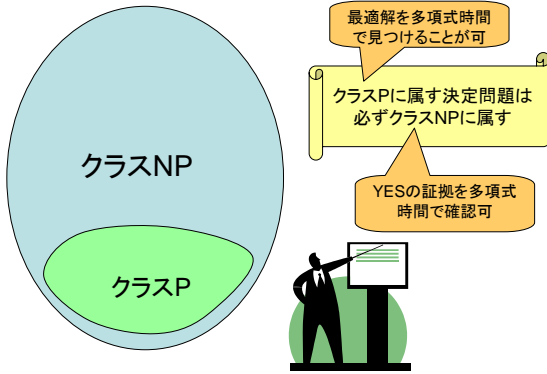 最適解を多項式時間
で見つけることが可
クラスPに属す決定問題は
必ずクラスNPに属す
YESの証拠を多項式
時間で確認可
クラスNP
クラスP